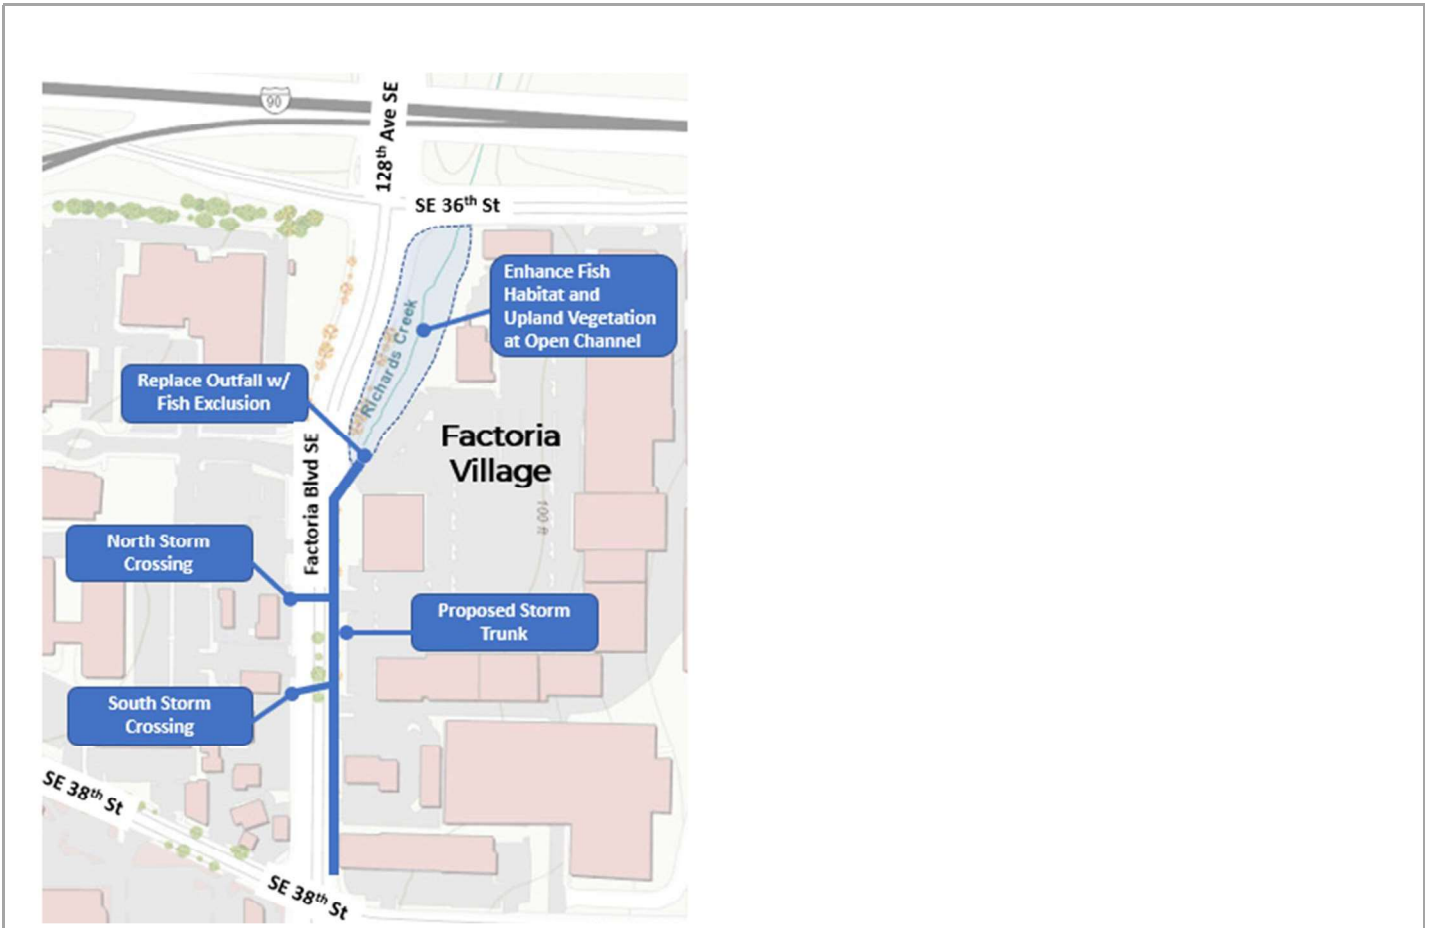 90
128th Ave SE
SE 36th St
Enhance Fish
Habitat and
Upland Vegetation
at Open Channel
Richards Creek
Replace Outfall w/
Fish Exclusion
Factoria
Village
Factoria Blvd SE
100 ft
North Storm
Crossing
Proposed Storm
Trunk
South Storm
Crossing
SE 38th St
SE 38th St